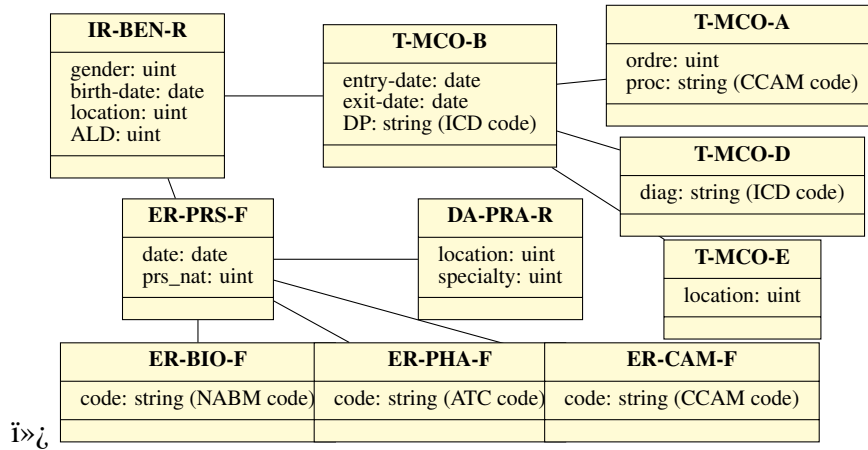 IR-BEN-R
gender: uint
birth-date: date
location: uint
ALD: uint
T-MCO-B
entry-date: date
exit-date: date
DP: string (ICD code)
T-MCO-A
ordre: uint
proc: string (CCAM code)
T-MCO-D
diag: string (ICD code)
ER-PRS-F
date: date
prs_nat: uint
DA-PRA-R
location: uint
specialty: uint
T-MCO-E
location: uint
ER-BIO-F
code: string (NABM code)
ER-PHA-F
code: string (ATC code)
ER-CAM-F
code: string (CCAM code)
ï»¿